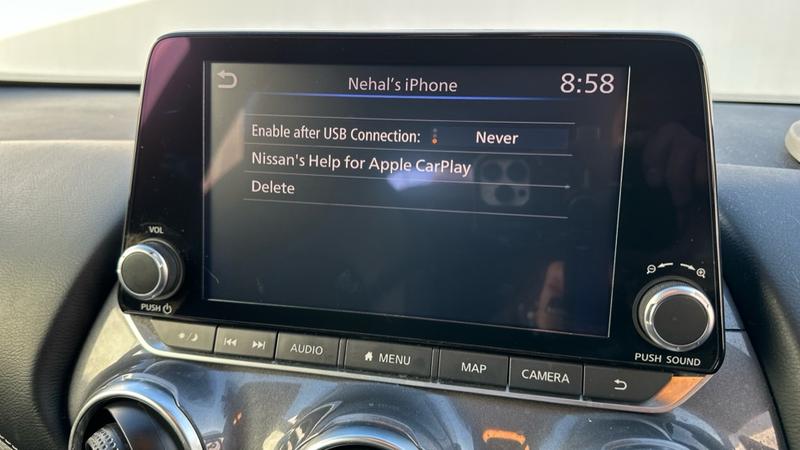 Nehal's iPhone
8:58
Enable after USB Connection: Never
Nissan's Help for Apple CarPlay
Delete
VOL
PUSH
PUSH SOUND
AUDIO
MENU
MAP
CAMERA